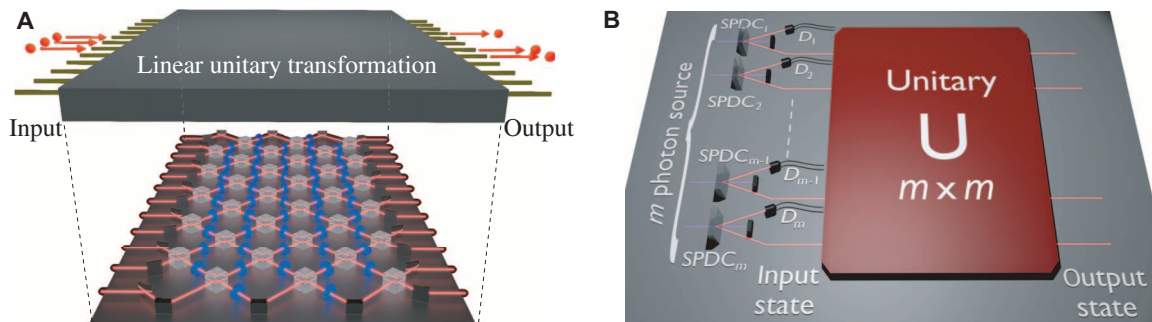 A
Linear unitary transformation
Input
Output
B
m photon source
SPDC₁
D₁
D₂
SPDC₂
SPDCₘ₋₁
Dₘ₋₁
Dₘ
SPDCₘ
Unitary
U
m x m
Input
state
Output
state